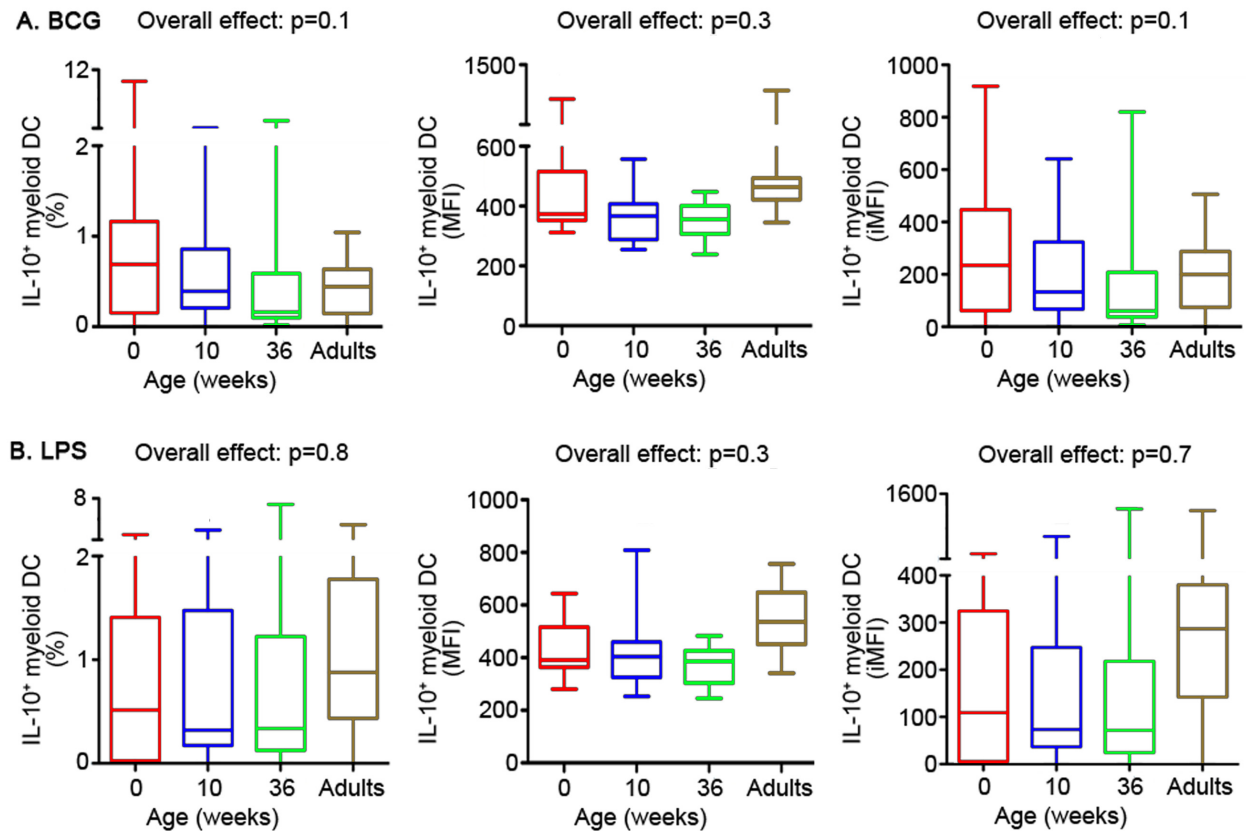 A. BCG
Overall effect: p=0.1
Overall effect: p=0.3
Overall effect: p=0.1
IL-10⁺ myeloid DC
(%)
12
2
1
0
0 10 36 Adults
Age (weeks)
IL-10⁺ myeloid DC
(MFI)
1500
600
400
200
0
0 10 36 Adults
Age (weeks)
IL-10⁺ myeloid DC
(iMFI)
1000
800
600
400
200
0
0 10 36 Adults
Age (weeks)
B. LPS
Overall effect: p=0.8
Overall effect: p=0.3
Overall effect: p=0.7
IL-10⁺ myeloid DC
(%)
8
2
1
0
0 10 36 Adults
Age (weeks)
IL-10⁺ myeloid DC
(MFI)
1000
800
600
400
200
0
0 10 36 Adults
Age (weeks)
IL-10⁺ myeloid DC
(iMFI)
1600
400
300
200
100
0
0 10 36 Adults
Age (weeks)